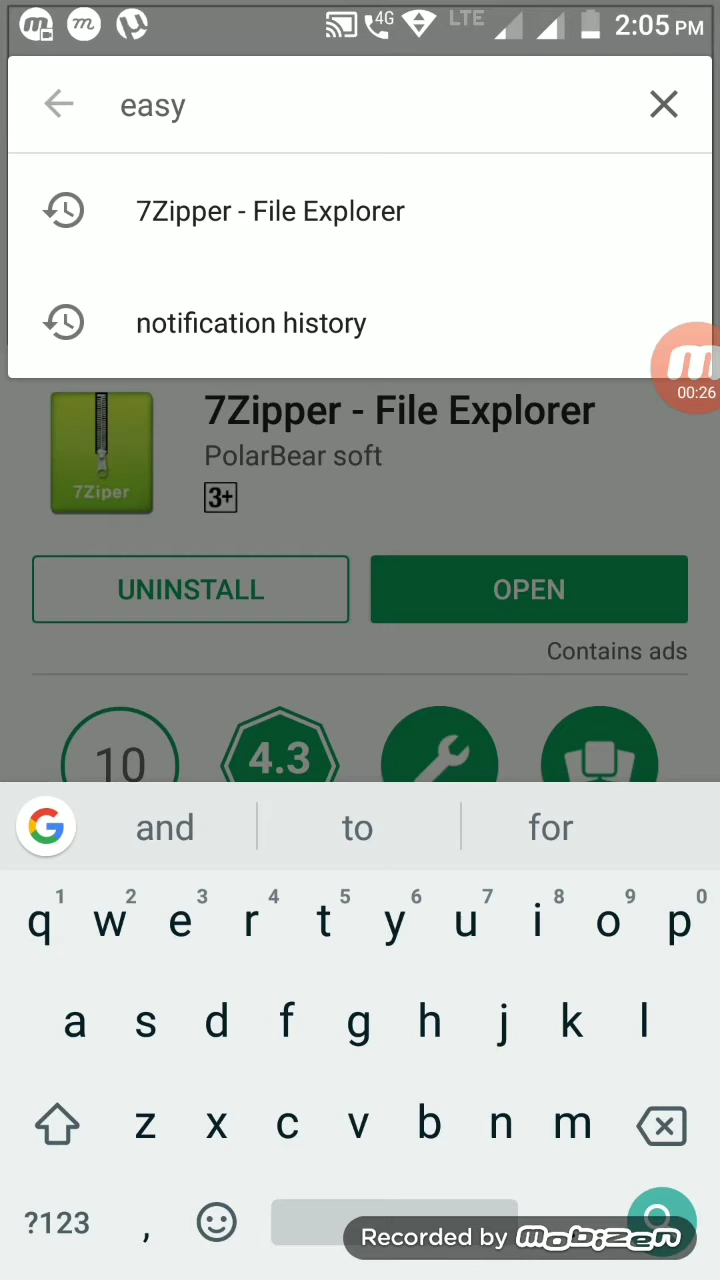 4G LTE 2:05 PM
easy
7Zipper - File Explorer
notification history
00:26
7Zipper - File Explorer
7Ziper
PolarBear soft
3+
UNINSTALL OPEN
Contains ads
10 4.3
and to for
1 2 3 4 5 6 7 8 9 0
q w e r t y u i o p
a s d f g h j k l
z x c v b n m
?123 ,
Recorded by mobizen